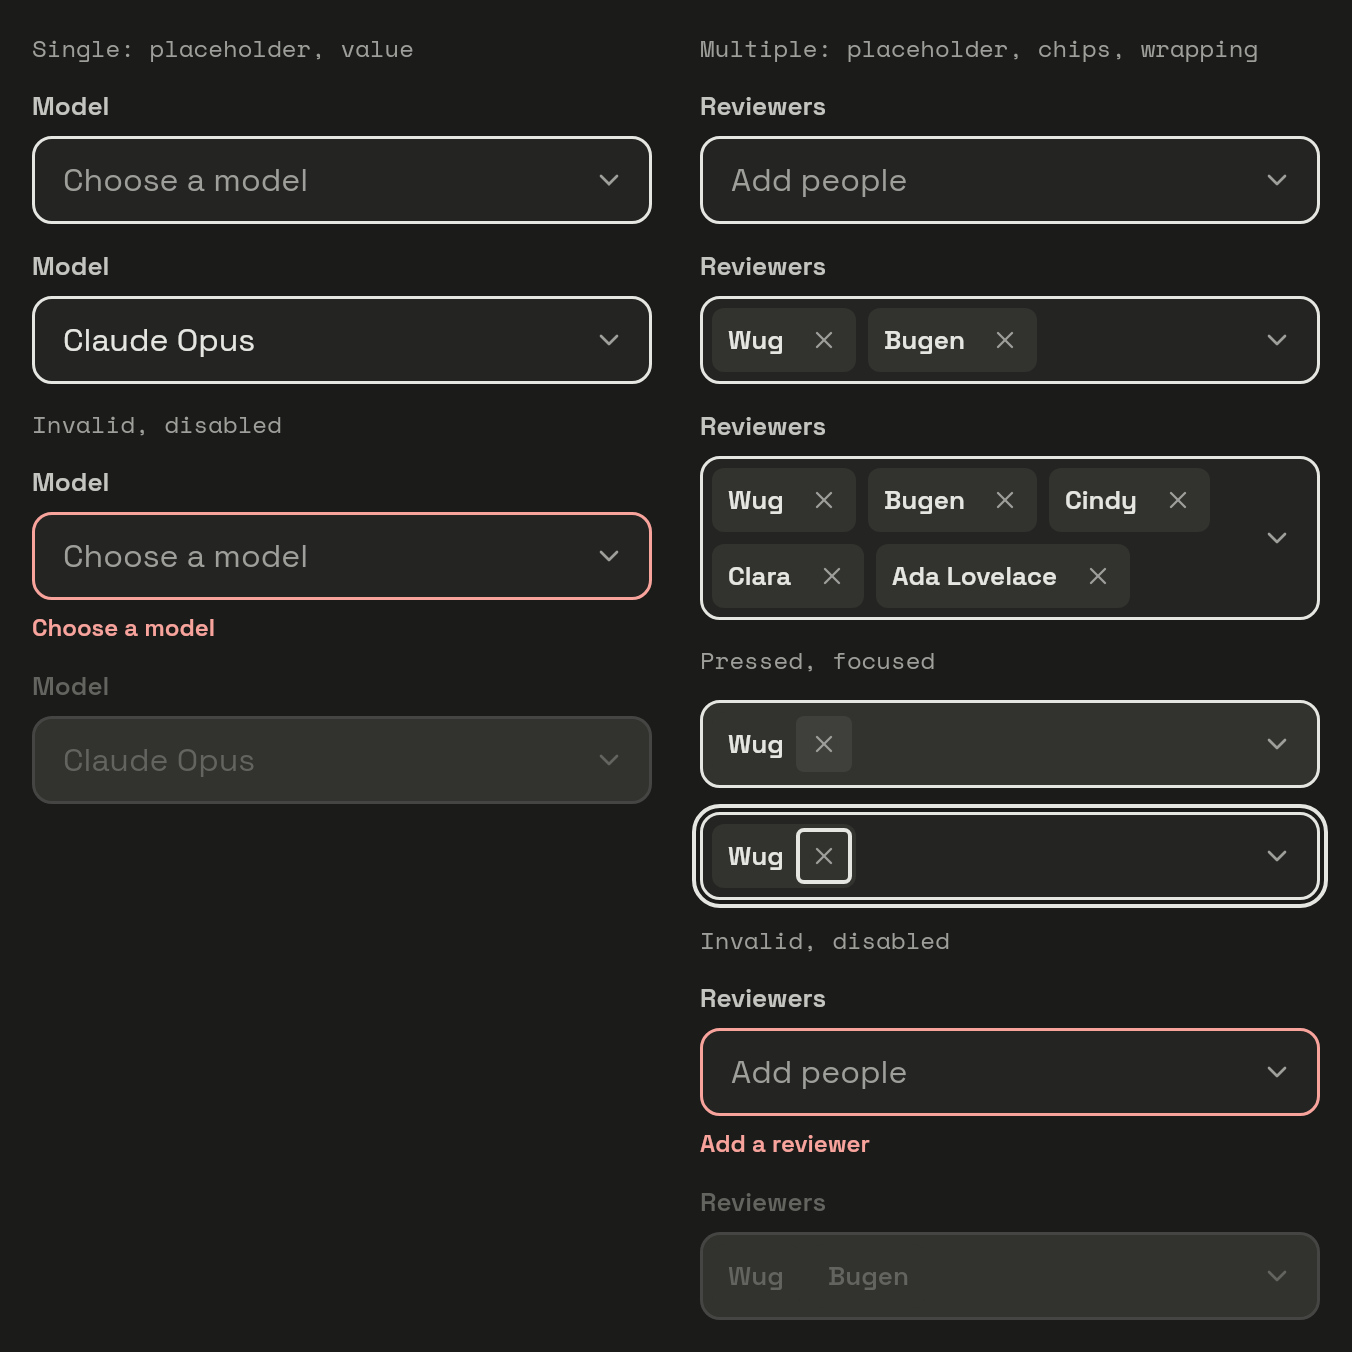 Single: placeholder, value
Model
Choose a model
Model
Claude Opus
Invalid, disabled
Model
Choose a model
Choose a model
Model
Claude Opus
Multiple: placeholder, chips, wrapping
Reviewers
Add people
Reviewers
Wug Bugen
Reviewers
Wug Bugen Cindy
Clara Ada Lovelace
Pressed, focused
Wug
Wug
Invalid, disabled
Reviewers
Add people
Add a reviewer
Reviewers
Wug Bugen